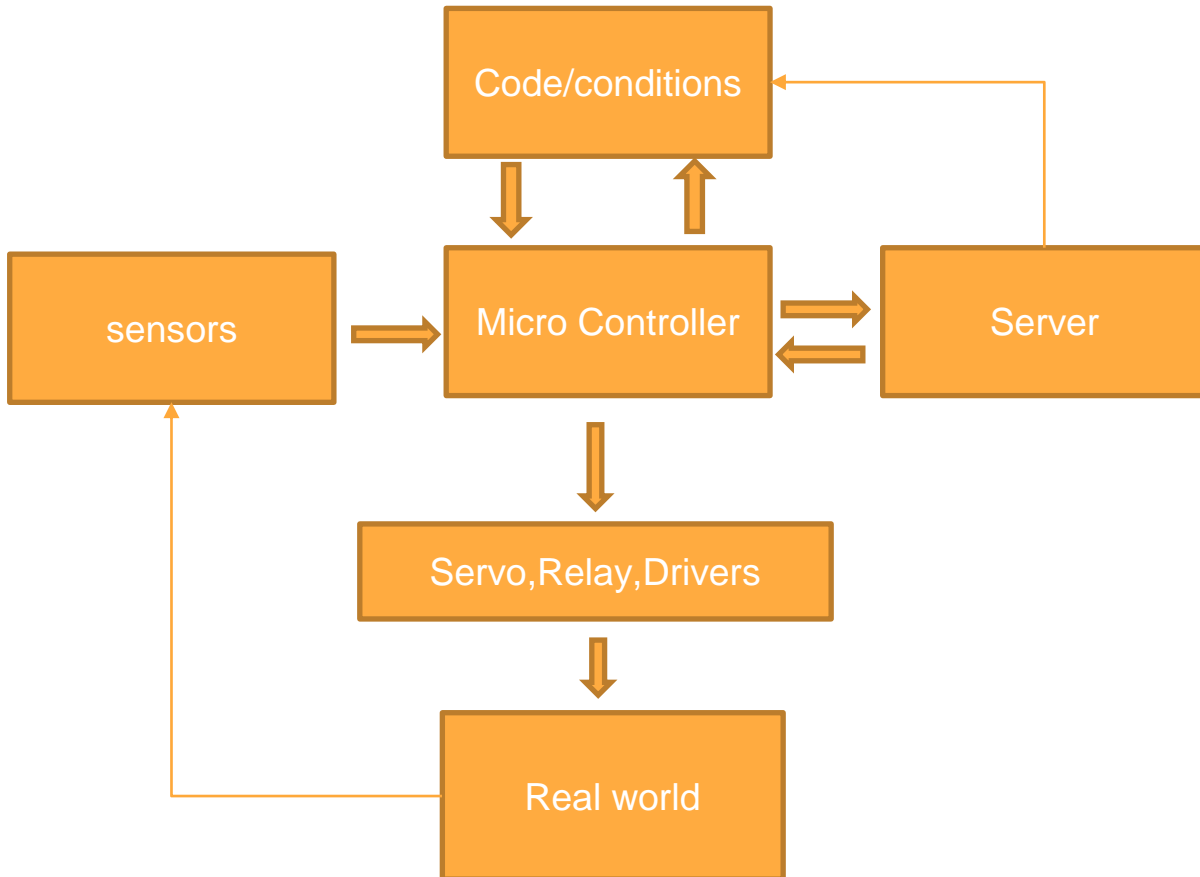 Code/conditions
sensors
Micro Controller
Server
Servo,Relay,Drivers
Real world